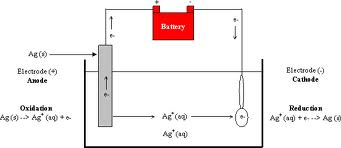 + -
Battery
e-
e-
Ag (s)
Electrode (+)
Anode
Electrode (-)
Cathode
e-
Oxidation
Ag (s) --> Ag⁺ (aq) + e-
Ag⁺ (aq)
e-
Reduction
Ag⁺ (aq) + e- --> Ag (s)
Ag⁺ (aq)